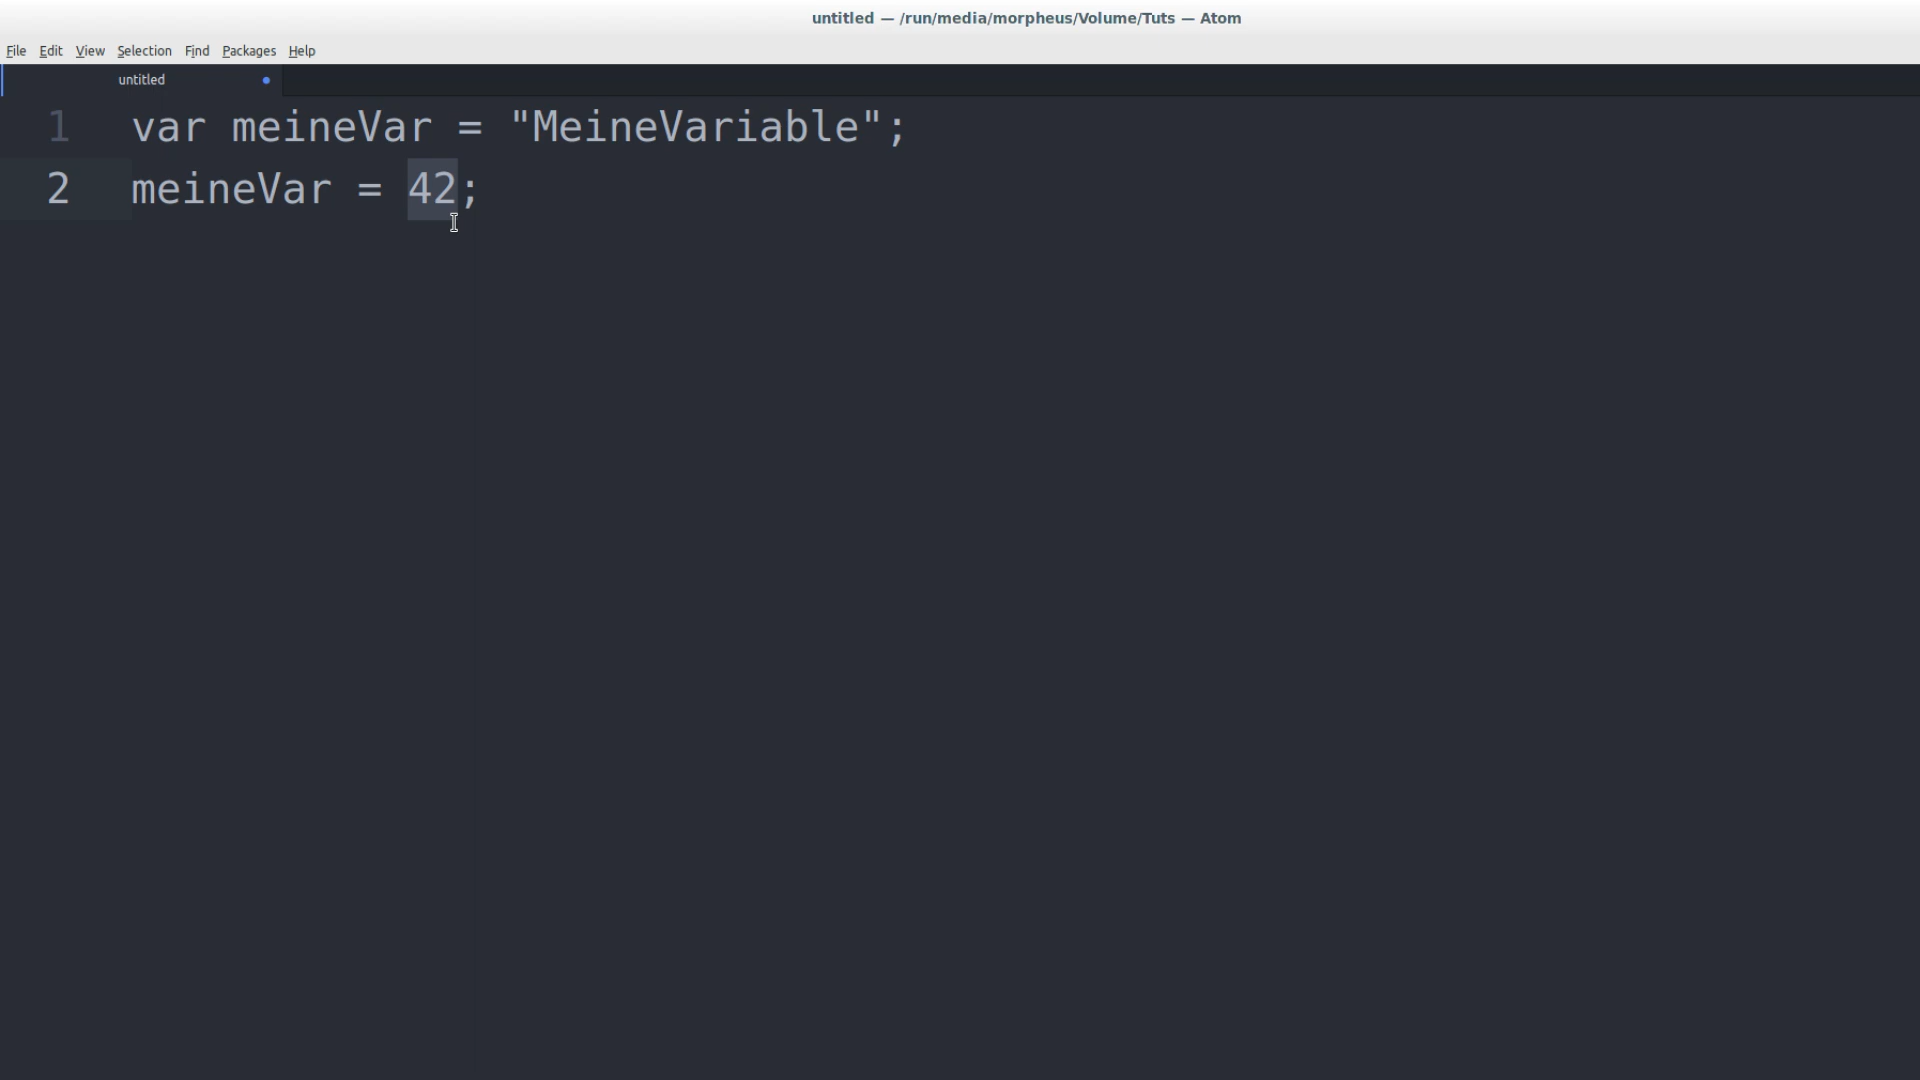 untitled — /run/media/morpheus/Volume/Tuts — Atom
File Edit View Selection Find Packages Help
untitled
1 var meineVar = "MeineVariable";
2 meineVar = 42;